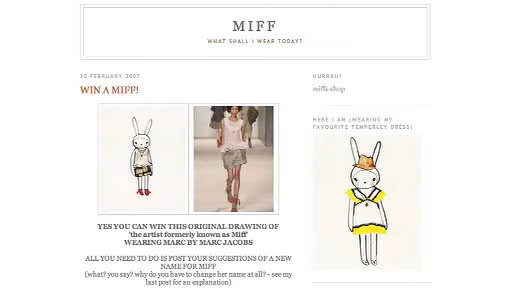 MIFF
WHAT SHALL I WEAR TODAY?
20 FEBRUARY 2007
WIN A MIFF!
YES YOU CAN WIN THIS ORIGINAL DRAWING OF
'the artist formerly known as Miff'
WEARING MARC BY MARC JACOBS
ALL YOU NEED TO DO IS POST YOUR SUGGESTIONS OF A NEW
NAME FOR MIFF
(what? you say? why do you have to change her name at all? - see my
last post for an explanation)
HURRAH!
miffs shop
HERE I AM (WEARING MY
FAVOURITE TEMPERLEY DRESS)